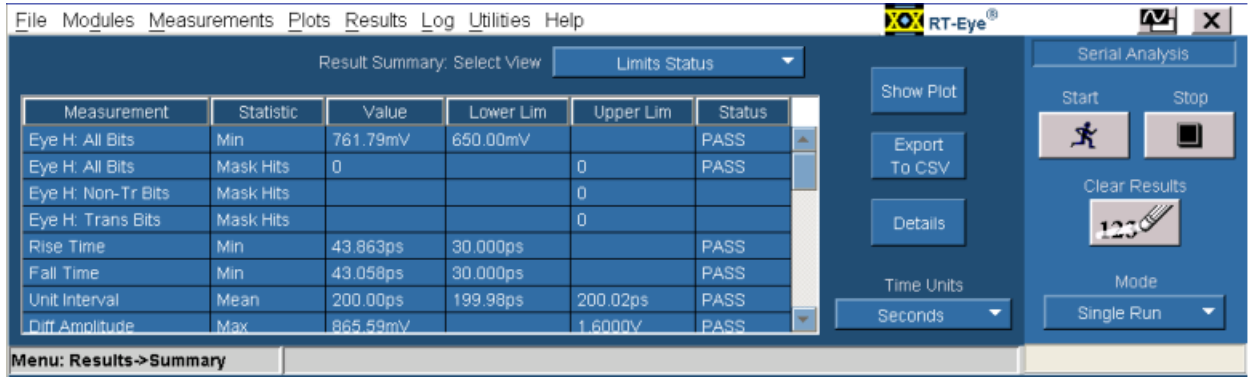 File Modules Measurements Plots Results Log Utilities Help
RT-Eye®
Result Summary: Select View Limits Status
Measurement Statistic Value Lower Lim Upper Lim Status
Eye H: All Bits Min 761.79mV 650.00mV PASS
Eye H: All Bits Mask Hits 0 0 PASS
Eye H: Non-Tr Bits Mask Hits 0
Eye H: Trans Bits Mask Hits 0
Rise Time Min 43.863ps 30.000ps PASS
Fall Time Min 43.058ps 30.000ps PASS
Unit Interval Mean 200.00ps 199.98ps 200.02ps PASS
Diff Amplitude Max 865.59mV 1.6000V PASS
Show Plot
Export
To CSV
Details
Time Units
Seconds
Serial Analysis
Start Stop
Clear Results
123
Mode
Single Run
Menu: Results->Summary